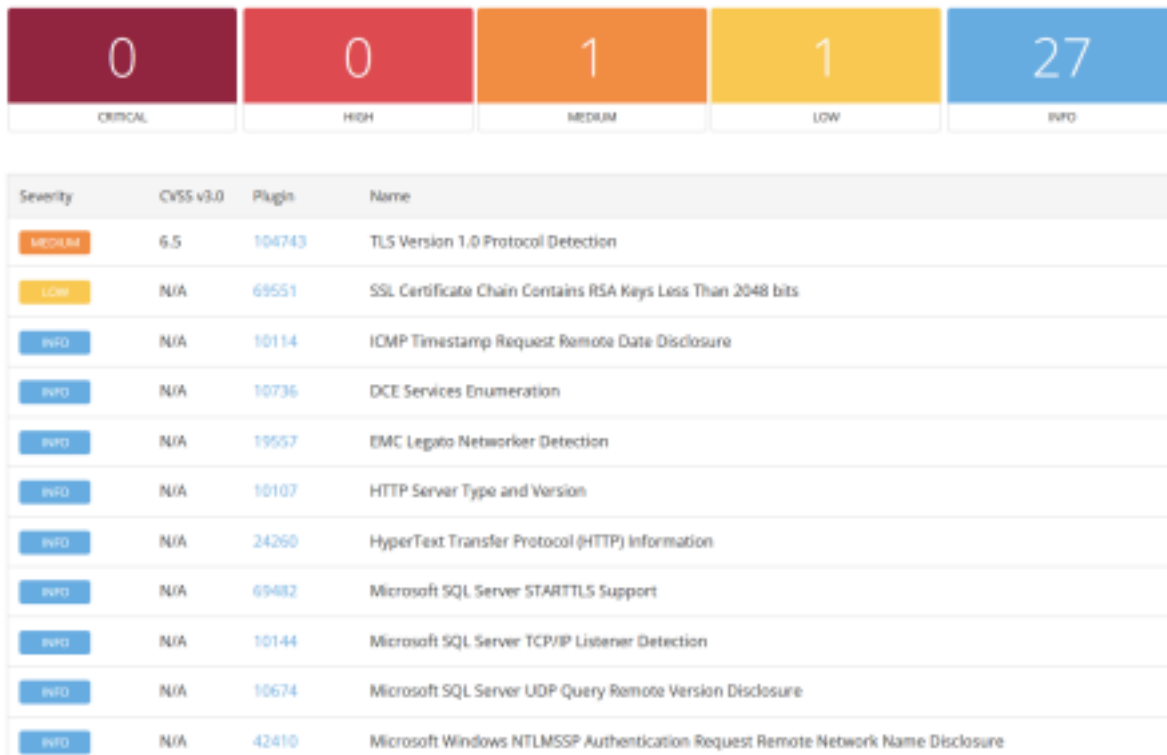 0 0 1 1 27
CRITICAL HIGH MEDIUM LOW INFO
Severity CVSS v3.0 Plugin Name
MEDIUM 6.5 104743 TLS Version 1.0 Protocol Detection
LOW N/A 69551 SSL Certificate Chain Contains RSA Keys Less Than 2048 bits
INFO N/A 10114 ICMP Timestamp Request Remote Date Disclosure
INFO N/A 10736 DCE Services Enumeration
INFO N/A 19557 EMC Legato Networker Detection
INFO N/A 10107 HTTP Server Type and Version
INFO N/A 24260 HyperText Transfer Protocol (HTTP) Information
INFO N/A 69482 Microsoft SQL Server STARTTLS Support
INFO N/A 10144 Microsoft SQL Server TCP/IP Listener Detection
INFO N/A 10674 Microsoft SQL Server UDP Query Remote Version Disclosure
INFO N/A 42410 Microsoft Windows NTLMSSP Authentication Request Remote Network Name Disclosure